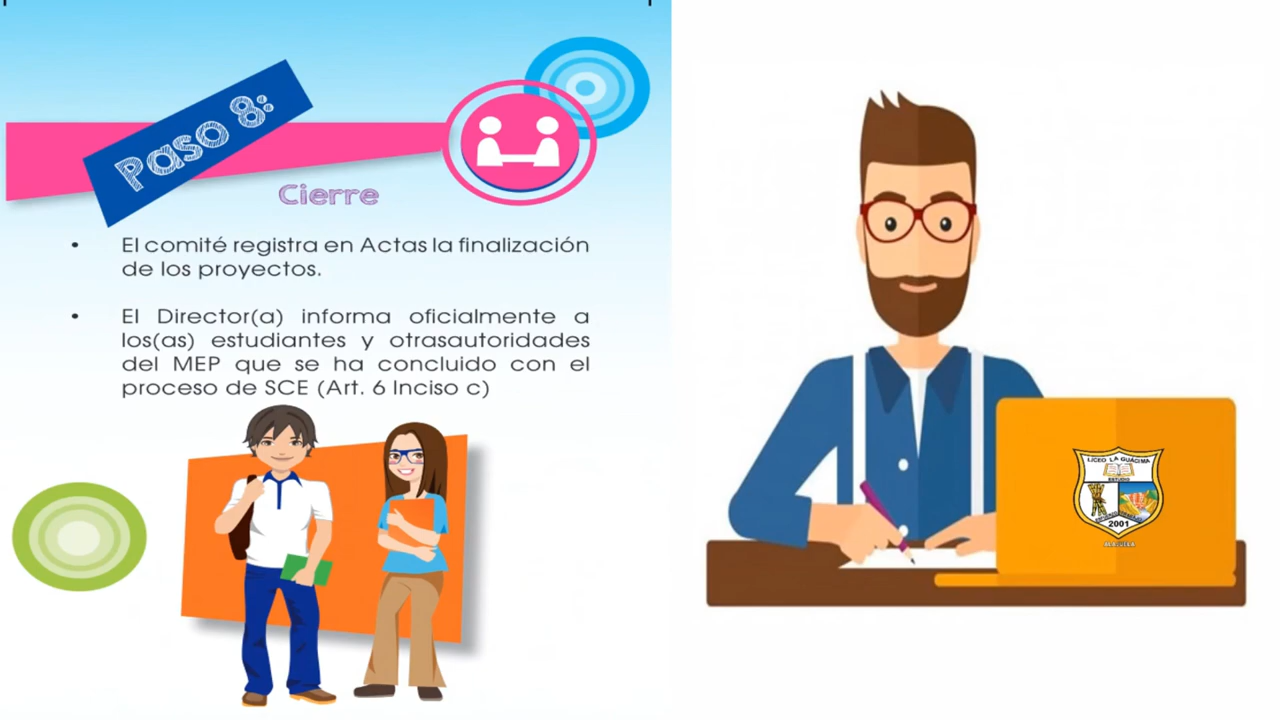 Paso 8:
Cierre
• El comité registra en Actas la finalización
de los proyectos.
• El Director(a) informa oficialmente a
los(as) estudiantes y otrasautoridades
del MEP que se ha concluido con el
proceso de SCE (Art. 6 Inciso c)
LICEO LA GUÁCIMA
ESTUDIO
2001
ALAJUELA